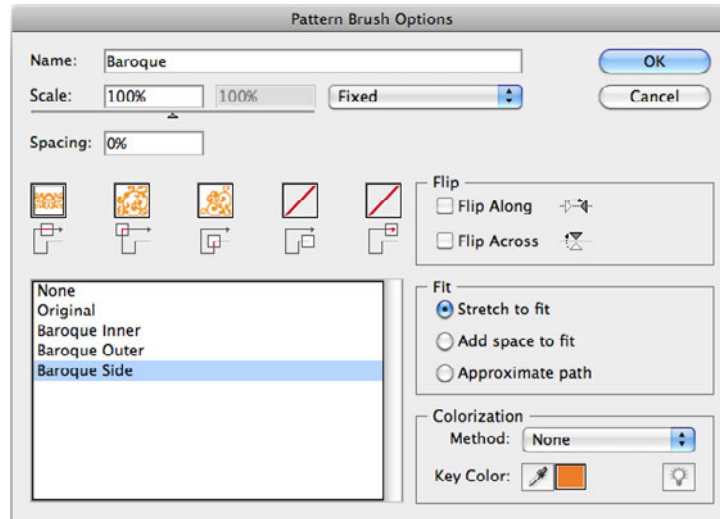 Pattern Brush Options
Name: Baroque
OK
Scale: 100% 100% Fixed
Cancel
Spacing: 0%
Flip
Flip Along
Flip Across
None
Original
Baroque Inner
Baroque Outer
Baroque Side
Fit
Stretch to fit
Add space to fit
Approximate path
Colorization
Method: None
Key Color: